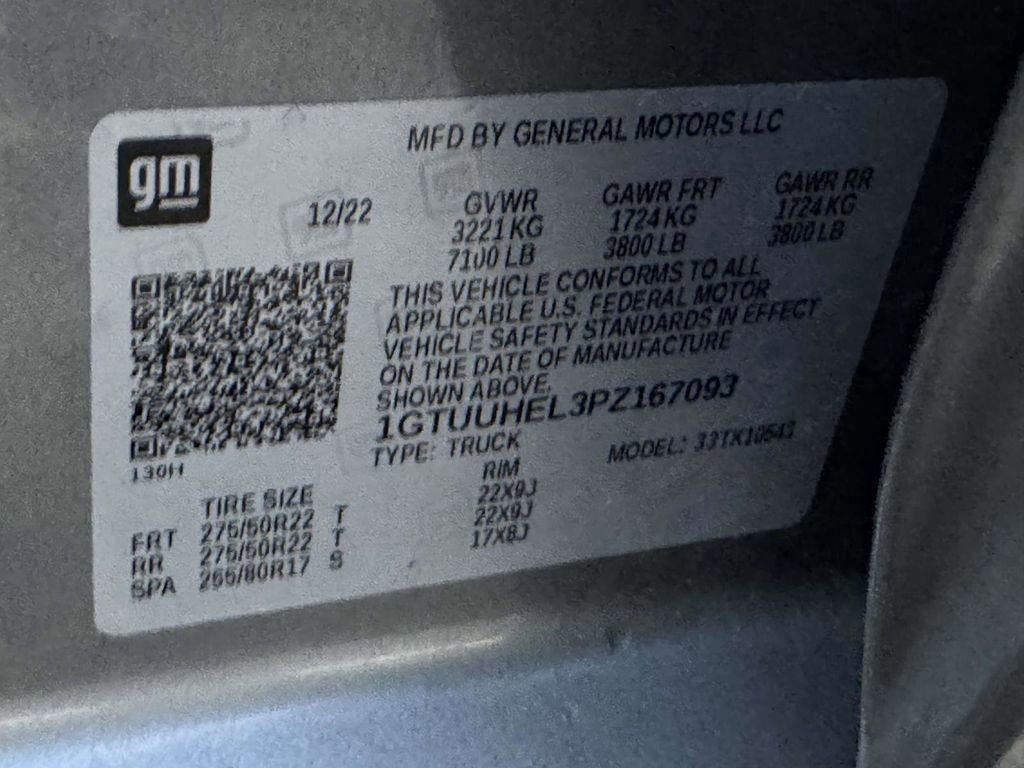 gm
MFD BY GENERAL MOTORS LLC
12/22
GVWR
3221 KG
7100 LB
GAWR FRT
1724 KG
3800 LB
GAWR RR
1724 KG
3800 LB
THIS VEHICLE CONFORMS TO ALL
APPLICABLE U.S. FEDERAL MOTOR
VEHICLE SAFETY STANDARDS IN EFFECT
ON THE DATE OF MANUFACTURE
SHOWN ABOVE.
1GTUUHEL3PZ167093
TYPE: TRUCK
MODEL: 33TK10543
130H
TIRE SIZE RIM
FRT 275/50R22 T 22X9J
RR 275/50R22 T 22X9J
SPA 265/80R17 S 17X8J